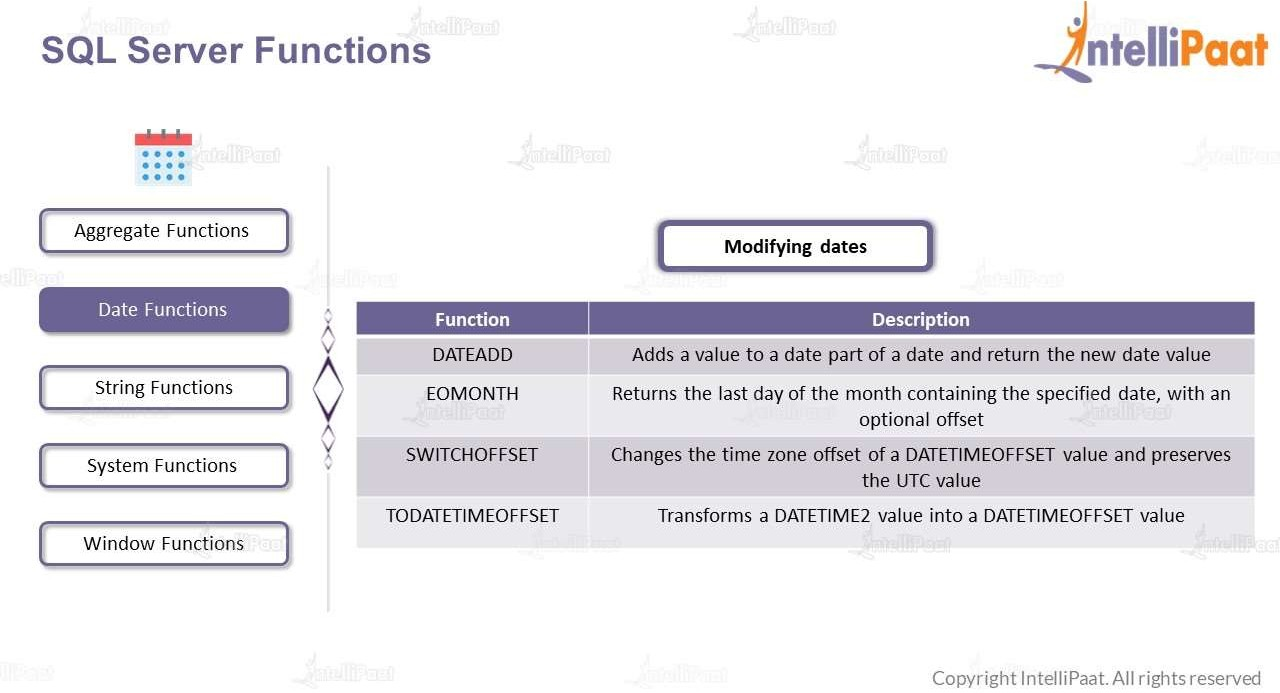 SQL Server Functions
IntelliPaat
Aggregate Functions
Date Functions
String Functions
System Functions
Window Functions
Modifying dates
Function Description
DATEADD Adds a value to a date part of a date and return the new date value
EOMONTH Returns the last day of the month containing the specified date, with an
optional offset
SWITCHOFFSET Changes the time zone offset of a DATETIMEOFFSET value and preserves
the UTC value
TODATETIMEOFFSET Transforms a DATETIME2 value into a DATETIMEOFFSET value
Copyright IntelliPaat. All rights reserved